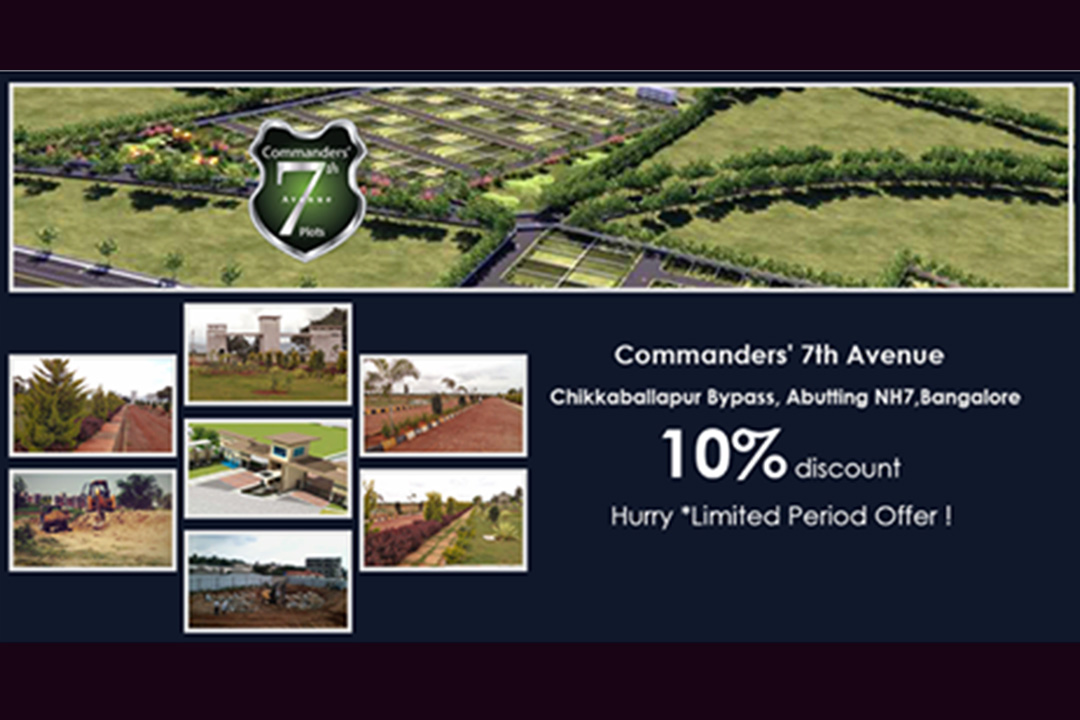 Commanders'
7th
Avenue
Plots
Commanders' 7th Avenue
Chikkaballapur Bypass, Abutting NH7,Bangalore
10% discount
Hurry *Limited Period Offer !